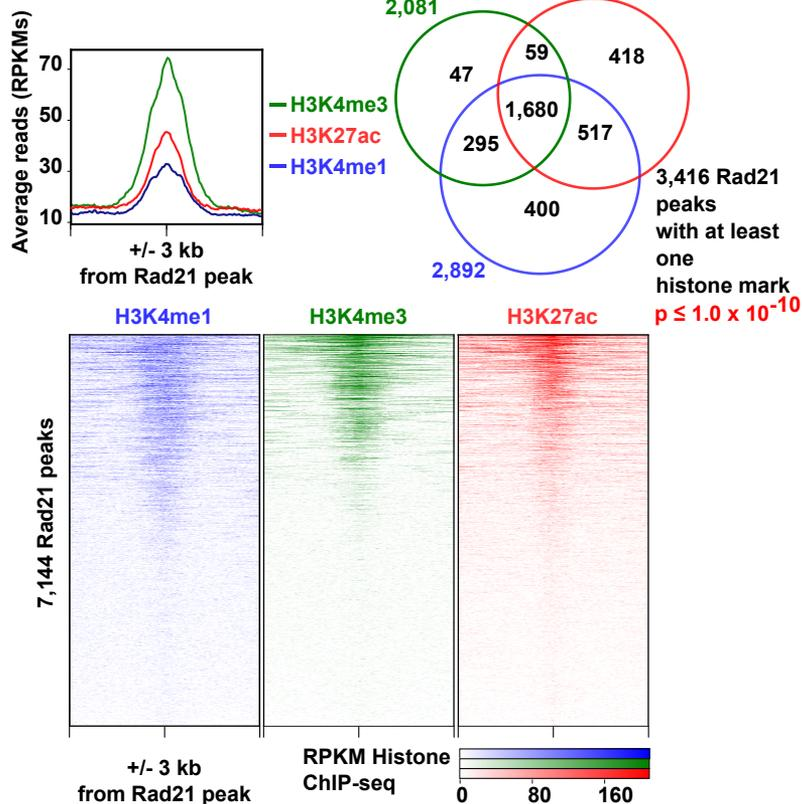 2,081
Average reads (RPKMs)
70
50
30
10
H3K4me3
H3K27ac
H3K4me1
+/- 3 kb
from Rad21 peak
47
59
418
1,680
295
517
400
2,892
3,416 Rad21
peaks
with at least
one
histone mark
p ≤ 1.0 x 10-10
H3K4me1
H3K4me3
H3K27ac
7,144 Rad21 peaks
+/- 3 kb
from Rad21 peak
RPKM Histone
ChIP-seq
0
80
160